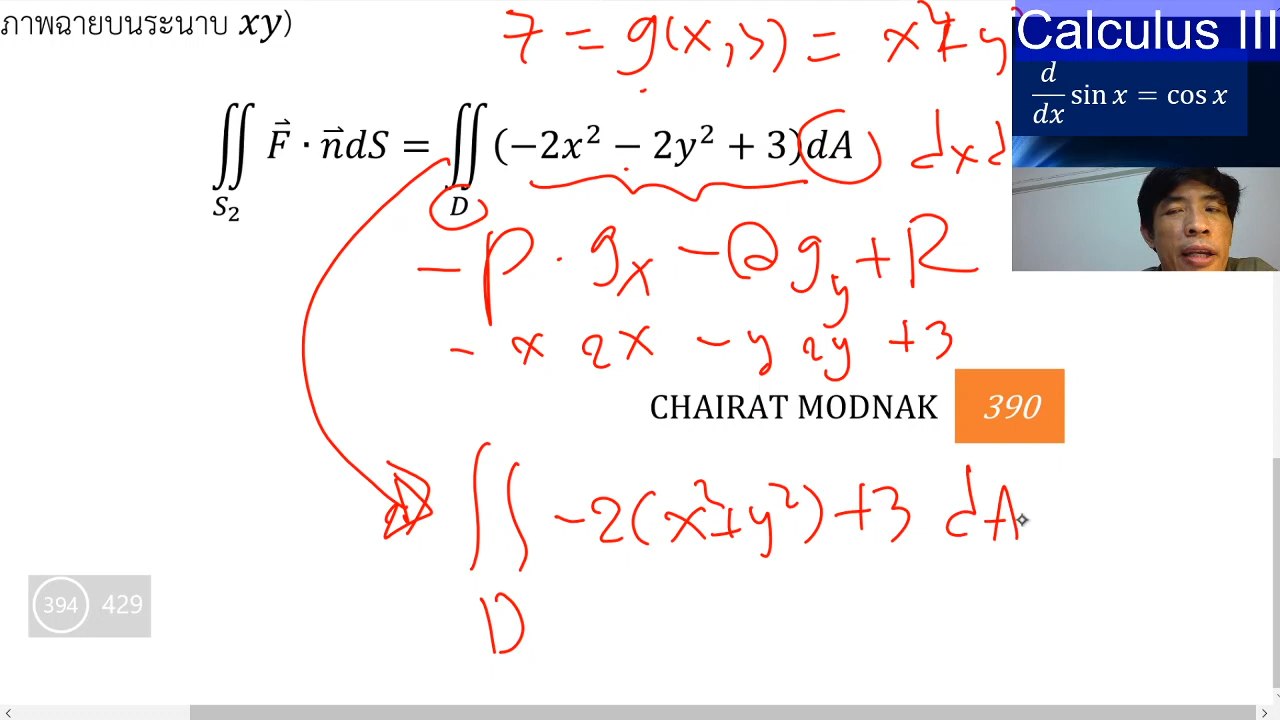 ภาพฉายบนระนาบ xy)
z = g(x,y) = x² + y
Calculus III
d/dx sin x = cos x
∬_{S₂} F⃗ · n⃗dS = ∬_D (−2x² − 2y² + 3)dA dxd
− P · g_x − Q g_y + R
− x 2x − y 2y + 3
CHAIRAT MODNAK 390
∬_D −2(x²+y²)+3 dA
394 429